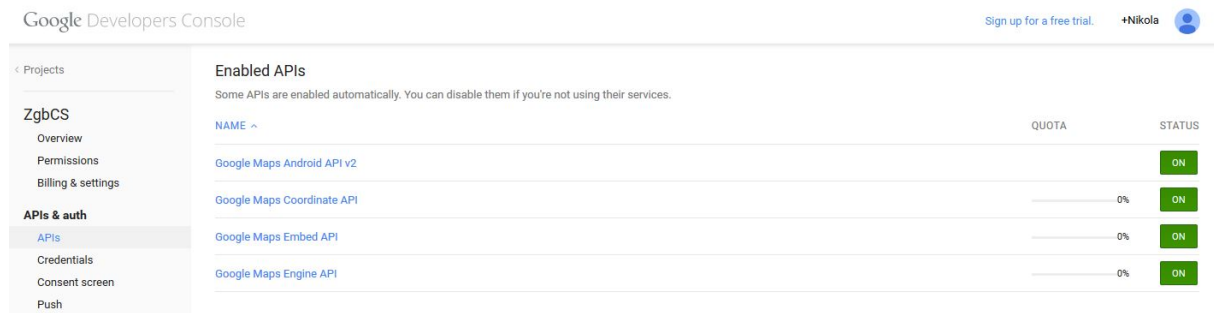 Google Developers Console
Sign up for a free trial. +Nikola
< Projects
ZgbCS
Overview
Permissions
Billing & settings
APIs & auth
APIs
Credentials
Consent screen
Push
Enabled APIs
Some APIs are enabled automatically. You can disable them if you're not using their services.
NAME QUOTA STATUS
Google Maps Android API v2 ON
Google Maps Coordinate API 0% ON
Google Maps Embed API 0% ON
Google Maps Engine API 0% ON